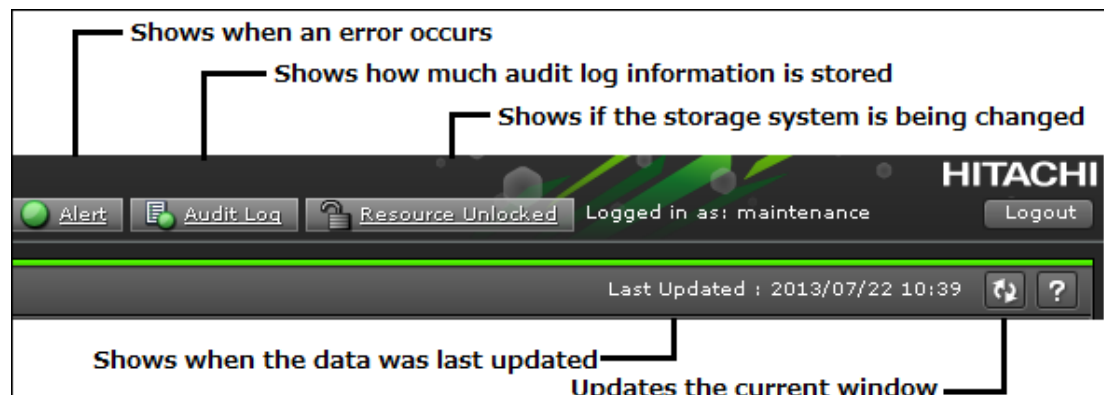 Shows when an error occurs
Shows how much audit log information is stored
Shows if the storage system is being changed
HITACHI
Alert Audit Log Resource Unlocked Logged in as: maintenance Logout
Last Updated : 2013/07/22 10:39 ?
Shows when the data was last updated
Updates the current window